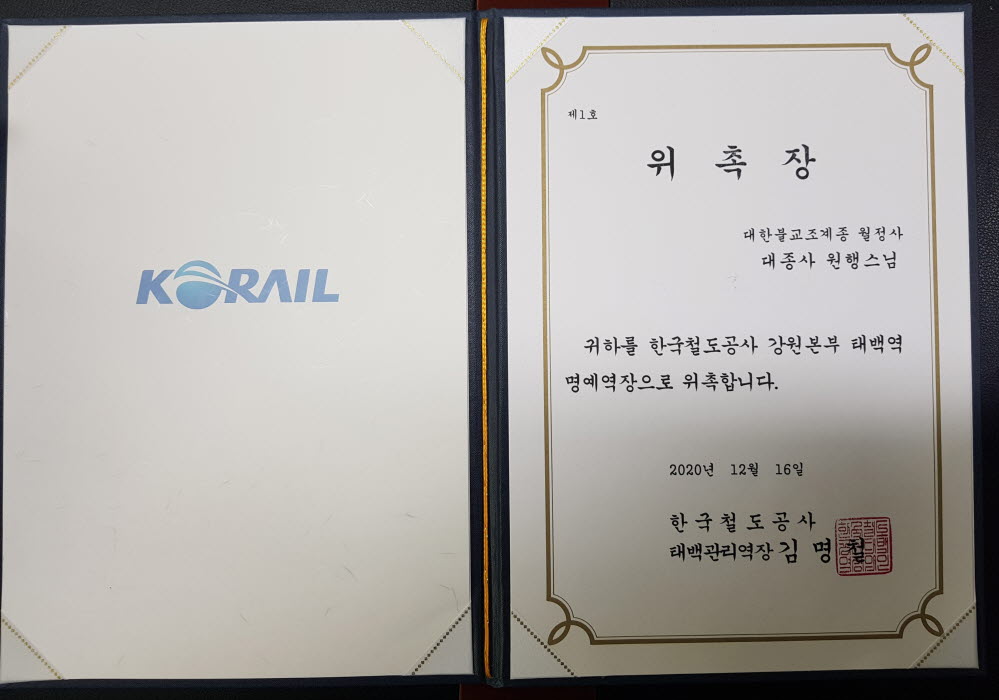 KORAIL
제1호
위 촉 장
대한불교조계종 월정사
대종사 원행스님
귀하를 한국철도공사 강원본부 태백역
명예역장으로 위촉합니다.
2020년 12월 16일
한국철도공사
태백관리역장 김 명 철